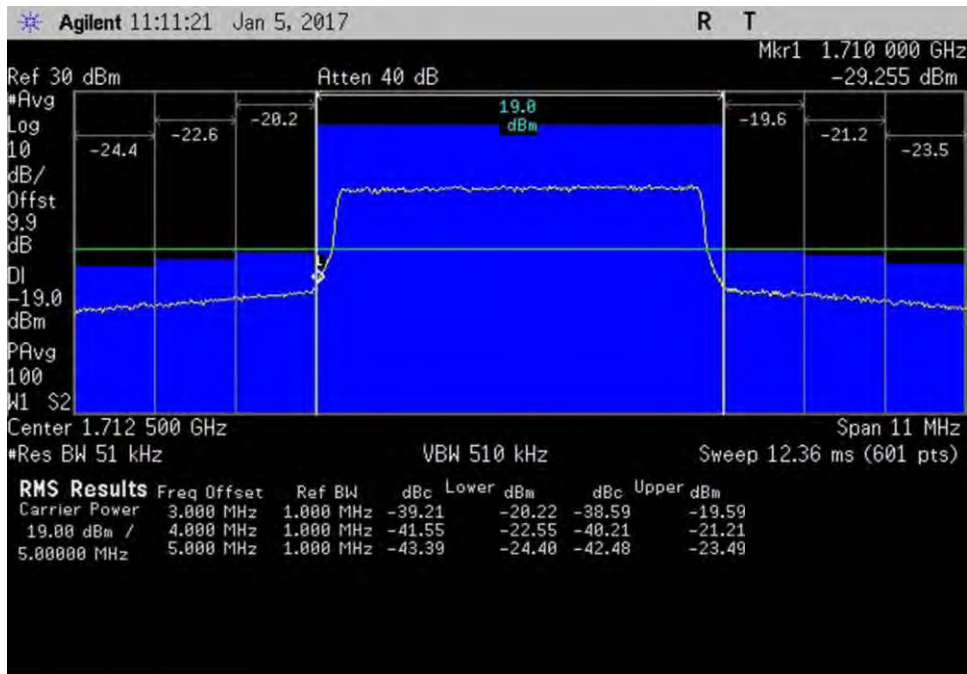 Agilent 11:11:21 Jan 5, 2017 R T
Mkr1 1.710 000 GHz
Ref 30 dBm Atten 40 dB -29.255 dBm
#Avg
Log
10
dB/
Offst
9.9
dB
DI
-19.0
dBm
PAvg
100
W1 S2
-24.4 -22.6 -20.2 19.0 dBm -19.6 -21.2 -23.5
1
Center 1.712 500 GHz Span 11 MHz
#Res BW 51 kHz VBW 510 kHz Sweep 12.36 ms (601 pts)
RMS Results Freq Offset Ref BW dBc Lower dBm dBc Upper dBm
Carrier Power 3.000 MHz 1.000 MHz -39.21 -20.22 -38.59 -19.59
19.00 dBm / 4.000 MHz 1.000 MHz -41.55 -22.55 -40.21 -21.21
5.00000 MHz 5.000 MHz 1.000 MHz -43.39 -24.40 -42.48 -23.49